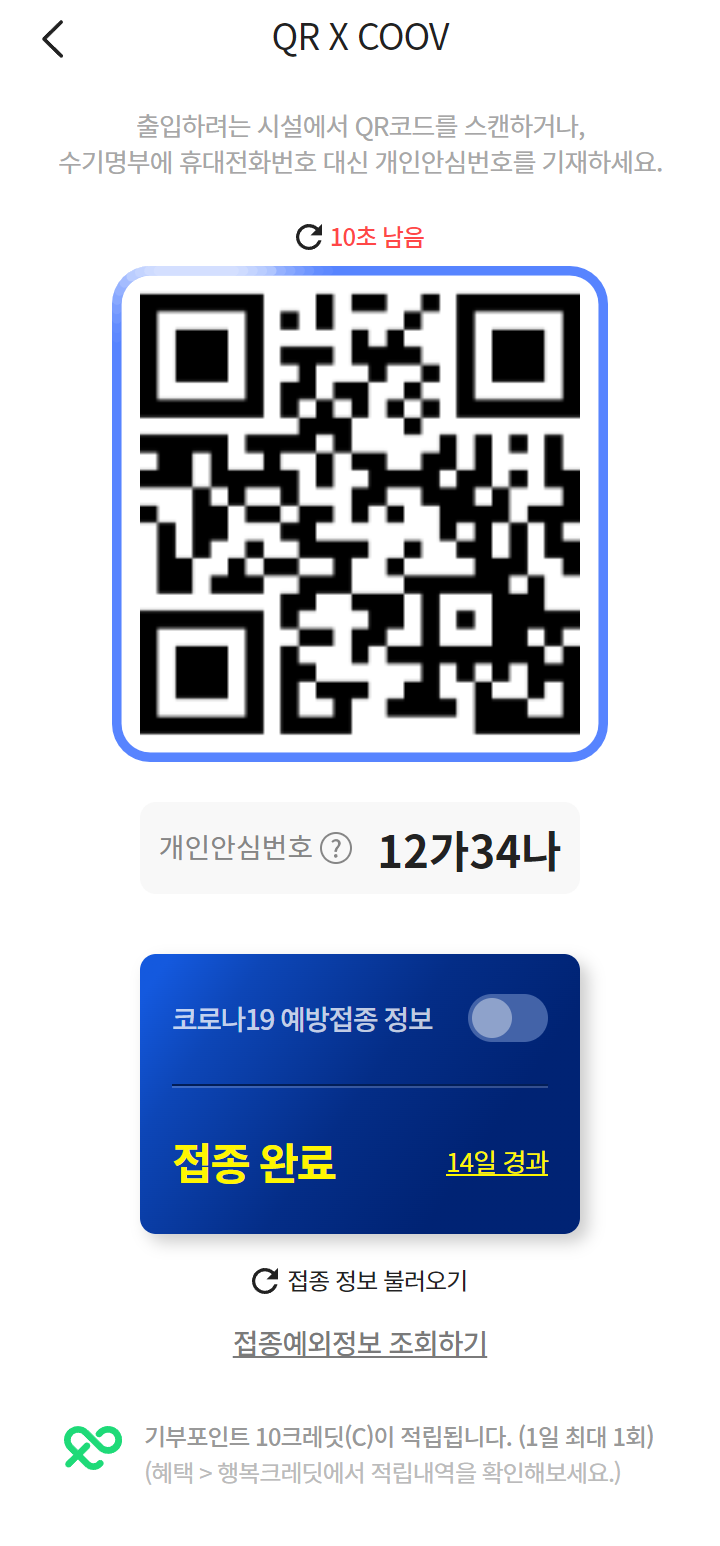 QR X COOV
출입하려는 시설에서 QR코드를 스캔하거나,
수기명부에 휴대전화번호 대신 개인안심번호를 기재하세요.
10초 남음
개인안심번호 ? 12가34나
코로나19 예방접종 정보
접종 완료 14일 경과
접종 정보 불러오기
접종예외정보 조회하기
기부포인트 10크레딧(C)이 적립됩니다. (1일 최대 1회)
(혜택 > 행복크레딧에서 적립내역을 확인해보세요.)